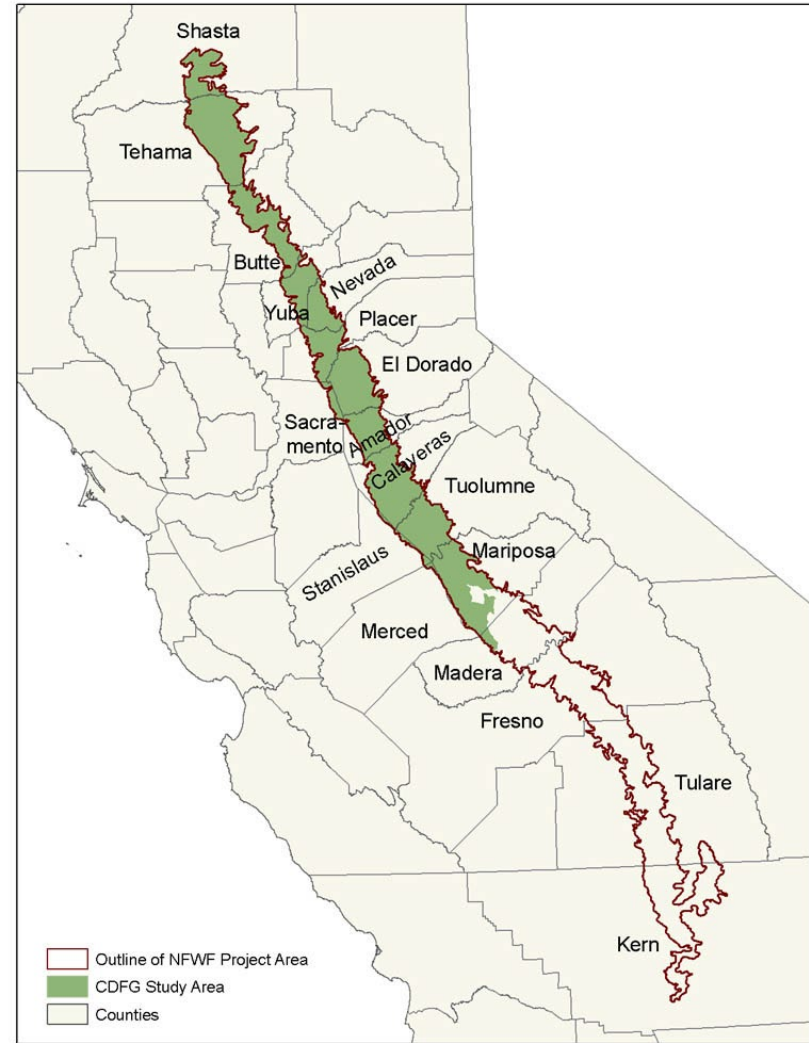 Shasta
Tehama
Butte
Nevada
Yuba
Placer
El Dorado
Sacra-
mento
Amador
Calaveras
Tuolumne
Mariposa
Stanislaus
Merced
Madera
Fresno
Tulare
Kern
Outline of NFWF Project Area
CDFG Study Area
Counties